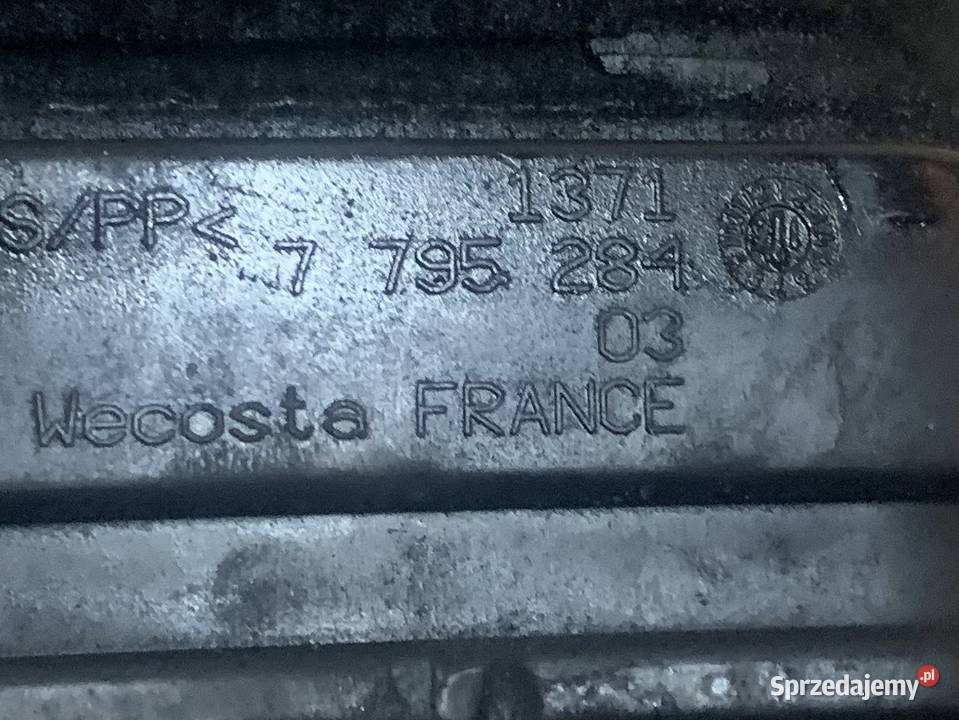 1371
S/PP<
7 795 284
03
Wecosta FRANCE
Sprzedajemy.pl